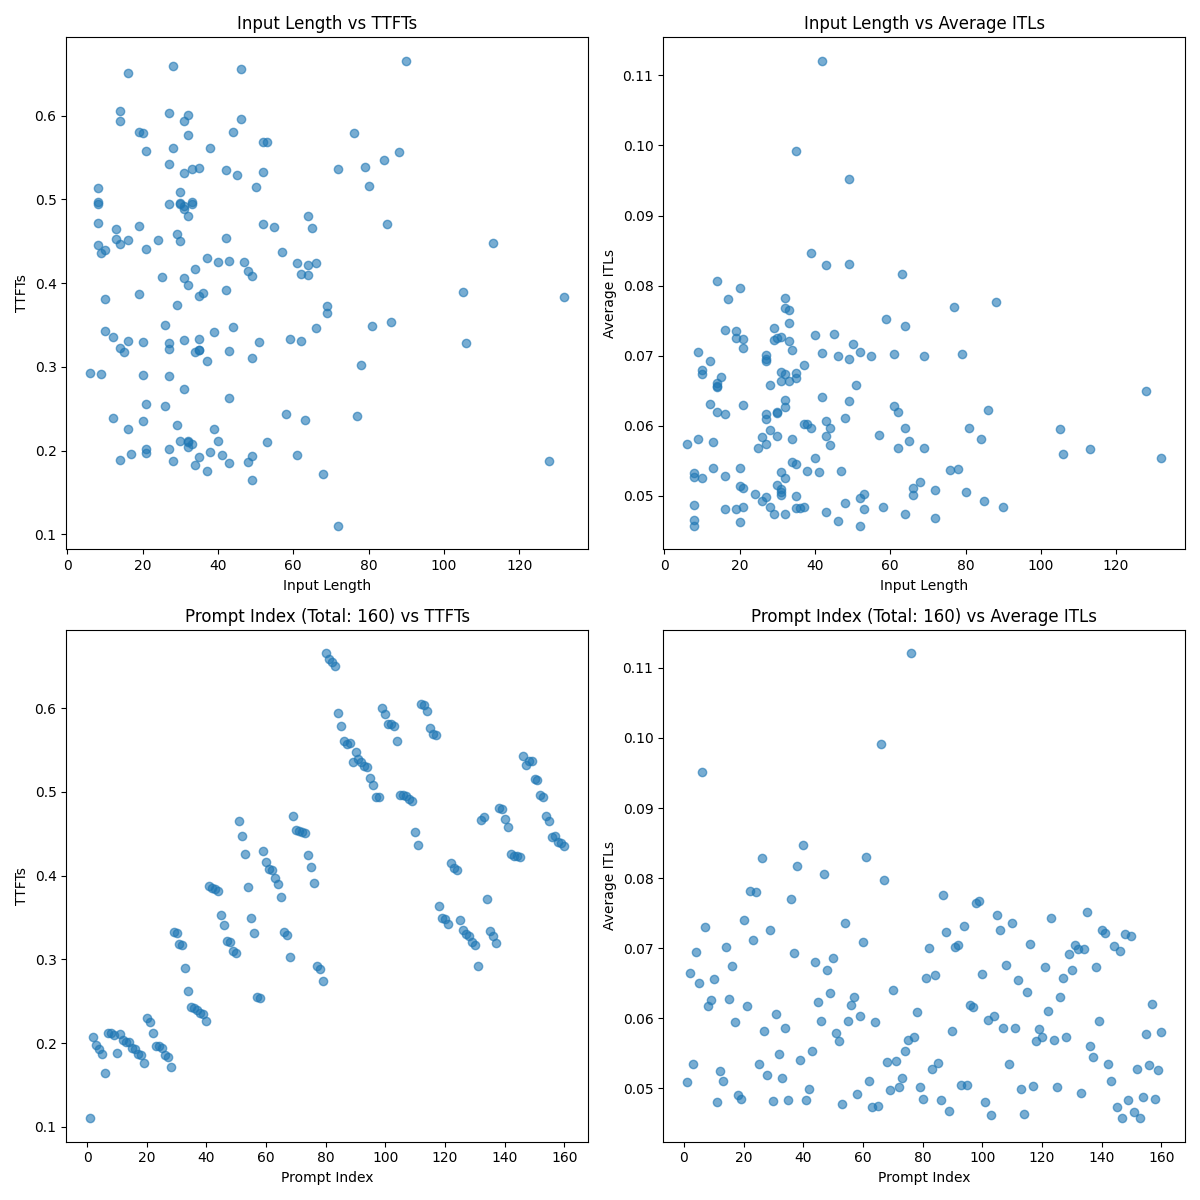 Input Length vs TTFTs
Input Length vs Average ITLs
TTFTs
0.6
0.5
0.4
0.3
0.2
0.1
0 20 40 60 80 100 120
Input Length
Average ITLs
0.11
0.10
0.09
0.08
0.07
0.06
0.05
0 20 40 60 80 100 120
Input Length
Prompt Index (Total: 160) vs TTFTs
Prompt Index (Total: 160) vs Average ITLs
TTFTs
0.6
0.5
0.4
0.3
0.2
0.1
0 20 40 60 80 100 120 140 160
Prompt Index
Average ITLs
0.11
0.10
0.09
0.08
0.07
0.06
0.05
0 20 40 60 80 100 120 140 160
Prompt Index